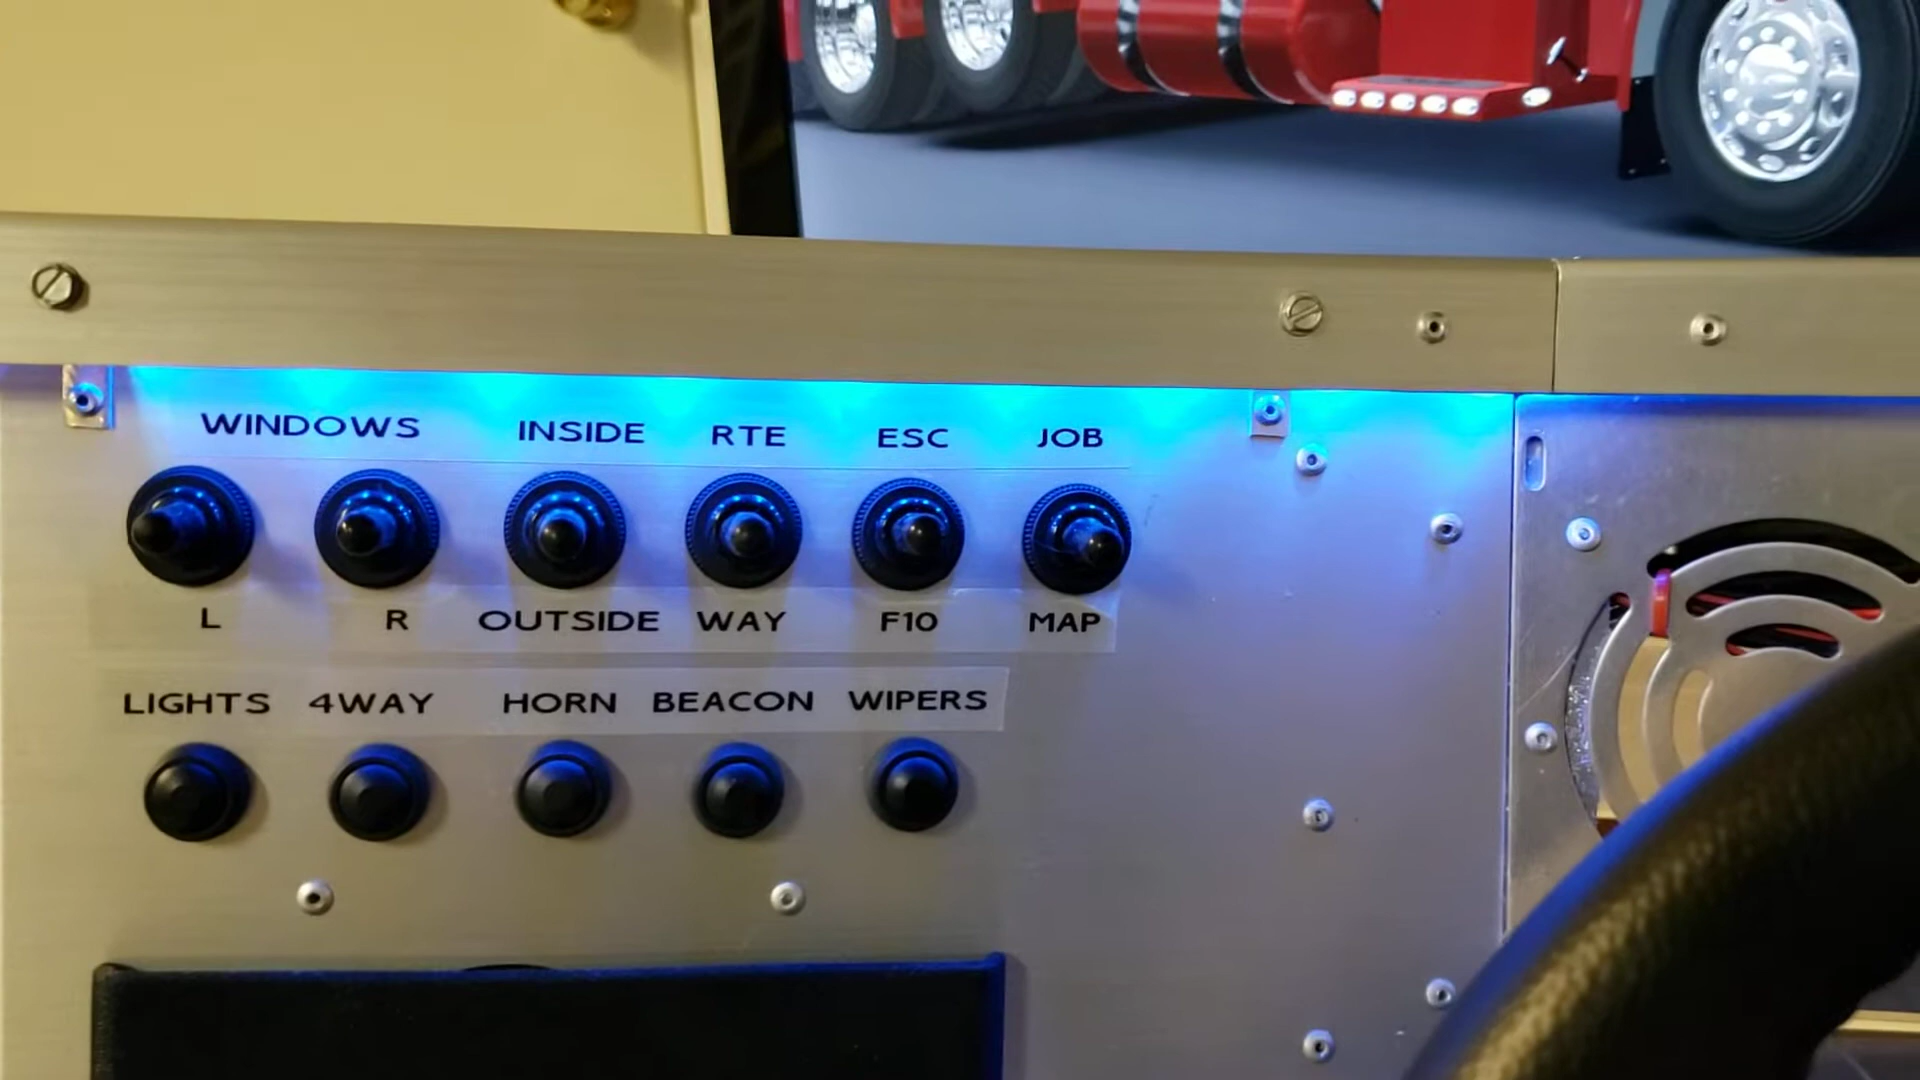 WINDOWS INSIDE RTE ESC JOB
L R OUTSIDE WAY F10 MAP
LIGHTS 4WAY HORN BEACON WIPERS